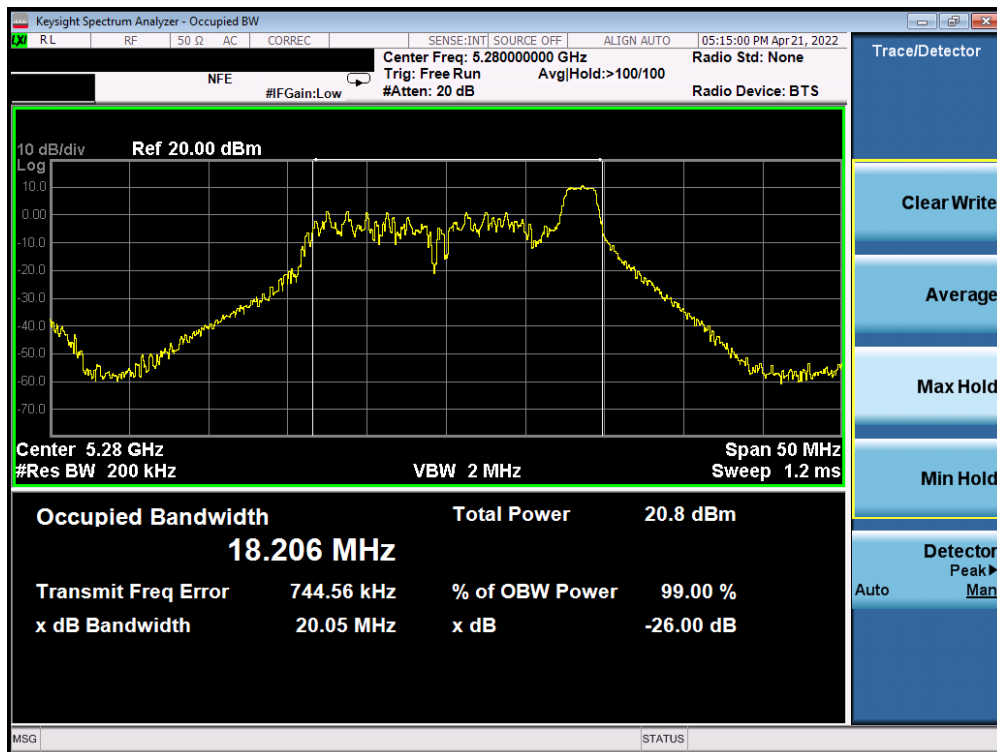 Keysight Spectrum Analyzer - Occupied BW
LXI RL RF 50 Ω AC CORREC SENSE:INT SOURCE OFF ALIGN AUTO 05:15:00 PM Apr 21, 2022
Center Freq: 5.280000000 GHz Radio Std: None
NFE Trig: Free Run Avg|Hold:>100/100
#IFGain:Low #Atten: 20 dB Radio Device: BTS
10 dB/div Ref 20.00 dBm
Log
10.0
0.00
-10.0
-20.0
-30.0
-40.0
-50.0
-60.0
-70.0
Center 5.28 GHz Span 50 MHz
#Res BW 200 kHz VBW 2 MHz Sweep 1.2 ms
Occupied Bandwidth Total Power 20.8 dBm
18.206 MHz
Transmit Freq Error 744.56 kHz % of OBW Power 99.00 %
x dB Bandwidth 20.05 MHz x dB -26.00 dB
MSG STATUS
Trace/Detector
Clear Write
Average
Max Hold
Min Hold
Detector
Peak▶
Auto Man